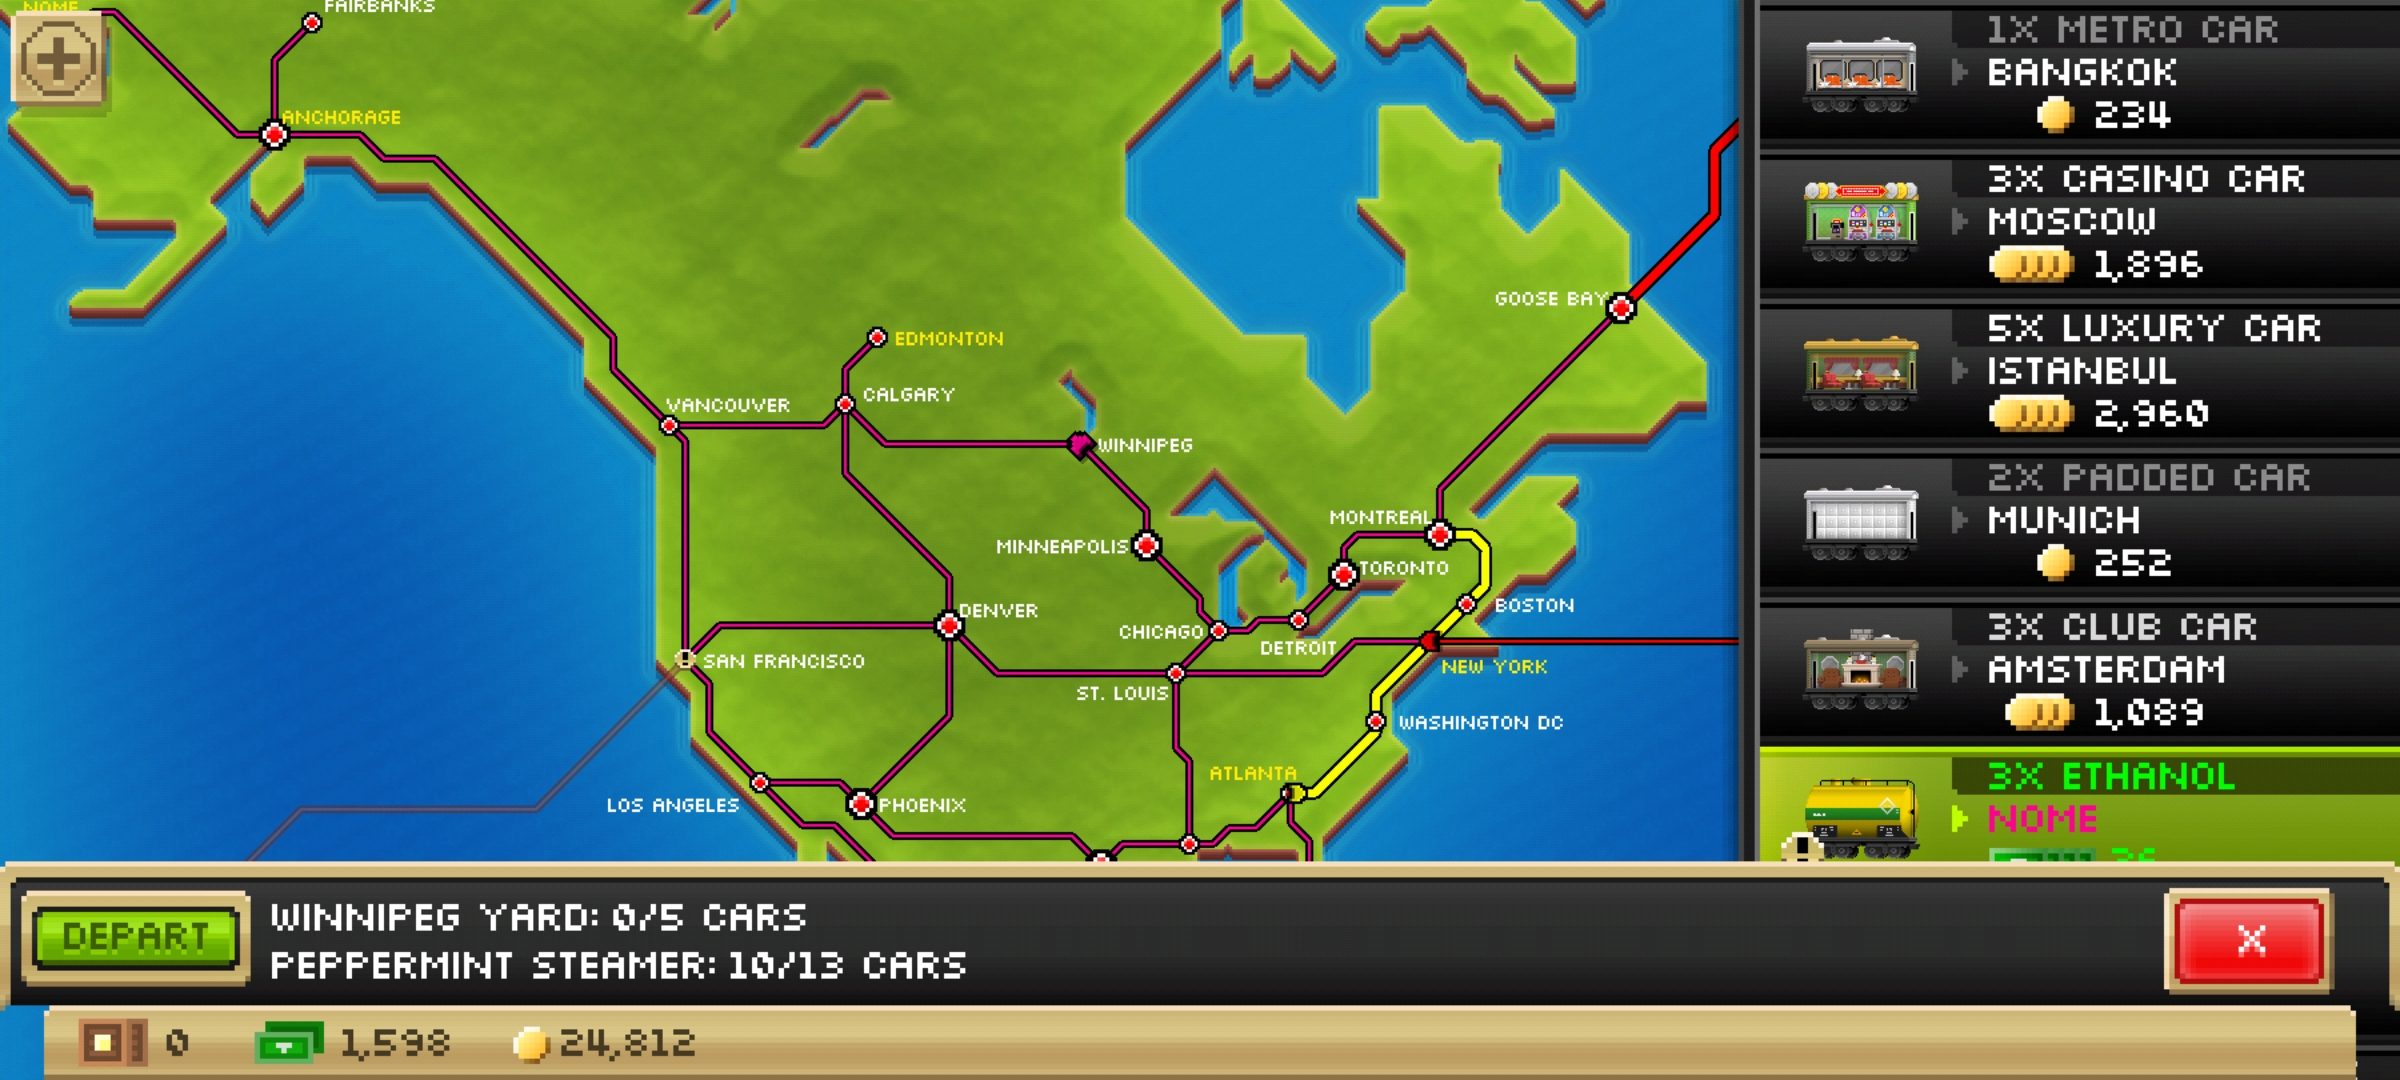 NOME
FAIRBANKS
ANCHORAGE
EDMONTON
CALGARY
VANCOUVER
WINNIPEG
GOOSE BAY
MONTREAL
MINNEAPOLIS
TORONTO
DENVER
BOSTON
CHICAGO
DETROIT
SAN FRANCISCO
NEW YORK
ST. LOUIS
WASHINGTON DC
ATLANTA
LOS ANGELES
PHOENIX
1X METRO CAR
BANGKOK
234
3X CASINO CAR
MOSCOW
1,896
5X LUXURY CAR
ISTANBUL
2,960
2X PADDED CAR
MUNICH
252
3X CLUB CAR
AMSTERDAM
1,089
3X ETHANOL
NOME
DEPART
WINNIPEG YARD: 0/5 CARS
PEPPERMINT STEAMER: 10/13 CARS
X
0
1,598
24,812